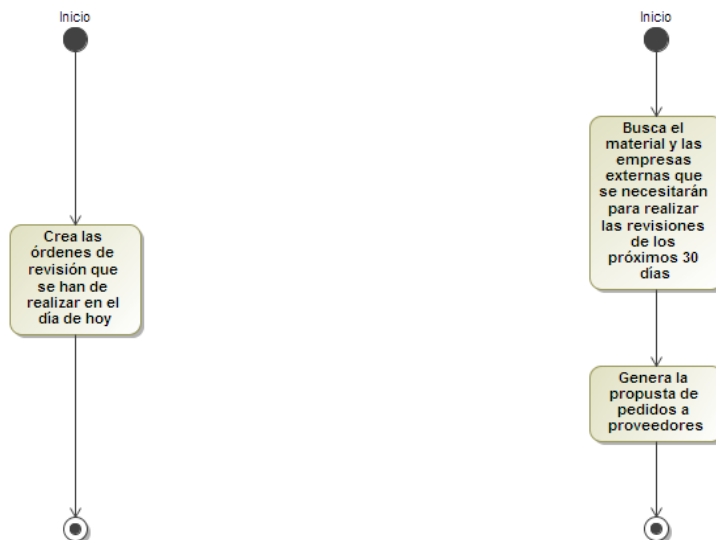 Inicio
Inicio
Busca el
material y las
empresas
externas que
se necesitarán
para realizar
las revisiones
de los
próximos 30
días
Crea las
órdenes de
revisión que
se han de
realizar en el
día de hoy
Genera la
propusta de
pedidos a
proveedores